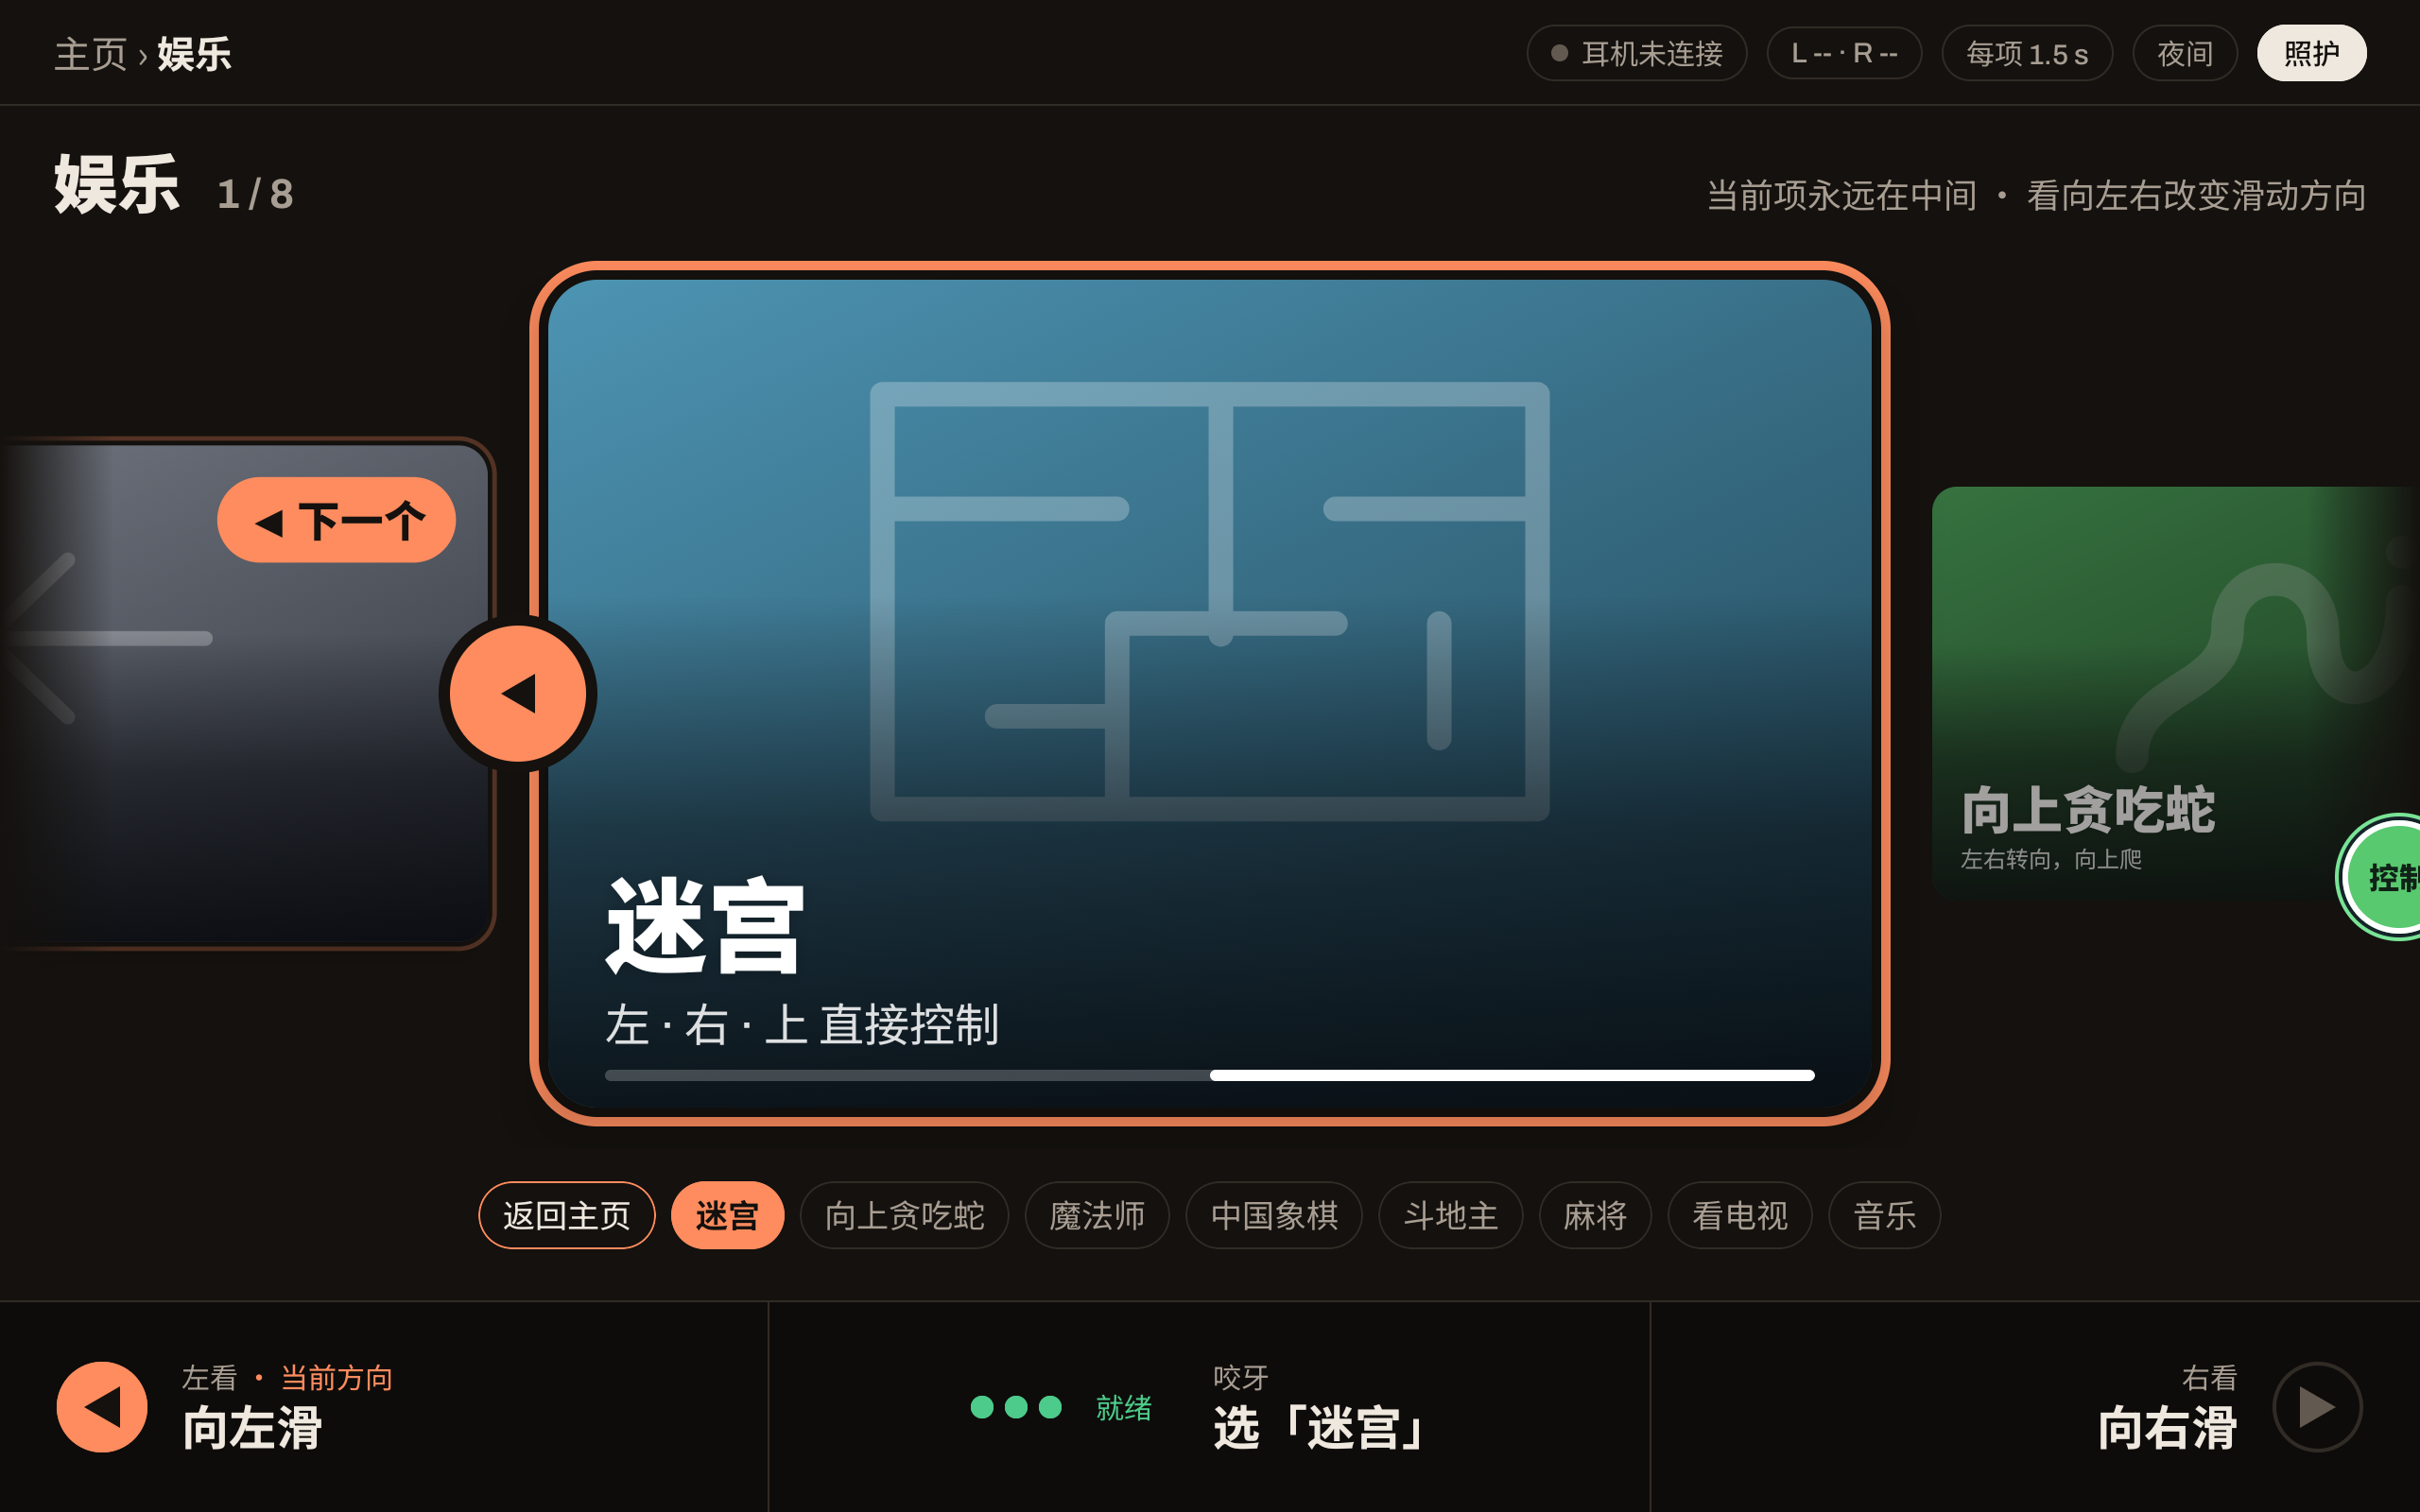 主页 › 娱乐
耳机未连接
L -- · R --
每项 1.5 s
夜间
照护
娱乐 1 / 8
当前项永远在中间 · 看向左右改变滑动方向
◀ 下一个
迷宫
左 · 右 · 上 直接控制
向上贪吃蛇
左右转向，向上爬
返回主页
迷宫
向上贪吃蛇
魔法师
中国象棋
斗地主
麻将
看电视
音乐
左看 · 当前方向
向左滑
就绪
咬牙
选「迷宫」
右看
向右滑